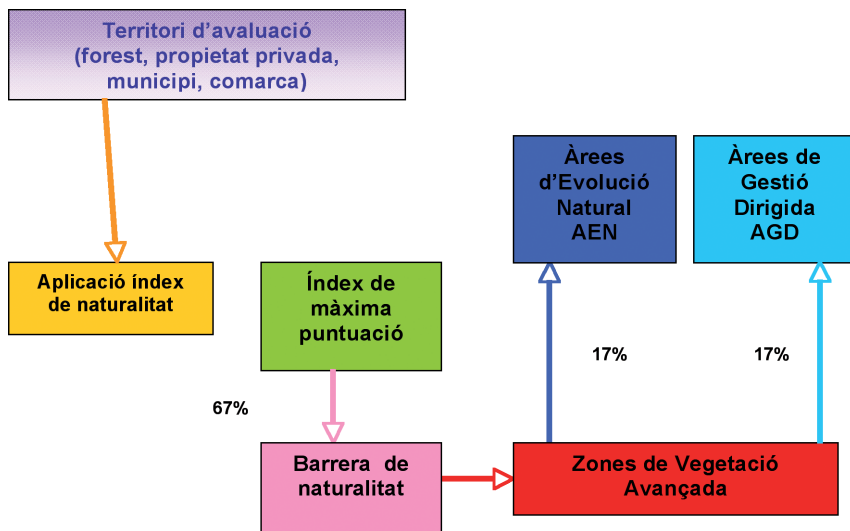 Territori d'avaluació
(forest, propietat privada,
municipi, comarca)
Àrees
d'Evolució
Natural
AEN
Àrees de
Gestió
Dirigida
AGD
Aplicació índex
de naturalitat
Índex de
màxima
puntuació
17%
17%
67%
Barrera de
naturalitat
Zones de Vegetació
Avançada